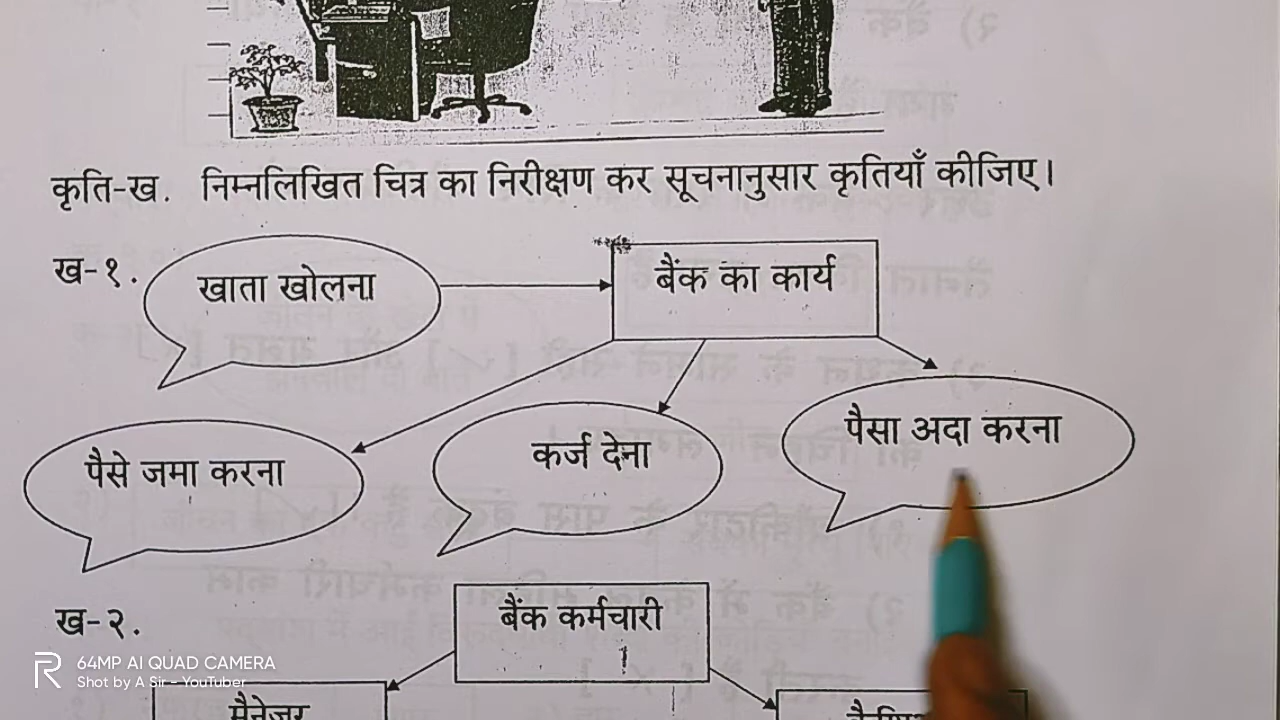 कृति-ख. निम्नलिखित चित्र का निरीक्षण कर सूचनानुसार कृतियाँ कीजिए।
ख-१.
खाता खोलना
बैंक का कार्य
पैसे जमा करना
कर्ज देना
पैसा अदा करना
ख-२.
बैंक कर्मचारी
मैनेजर
64MP AI QUAD CAMERA
Shot by A Sir - YouTuber